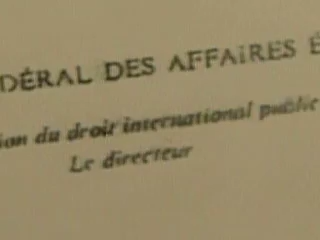 DÉRAL DES AFFAIRES É
ion du droit international public
Le directeur